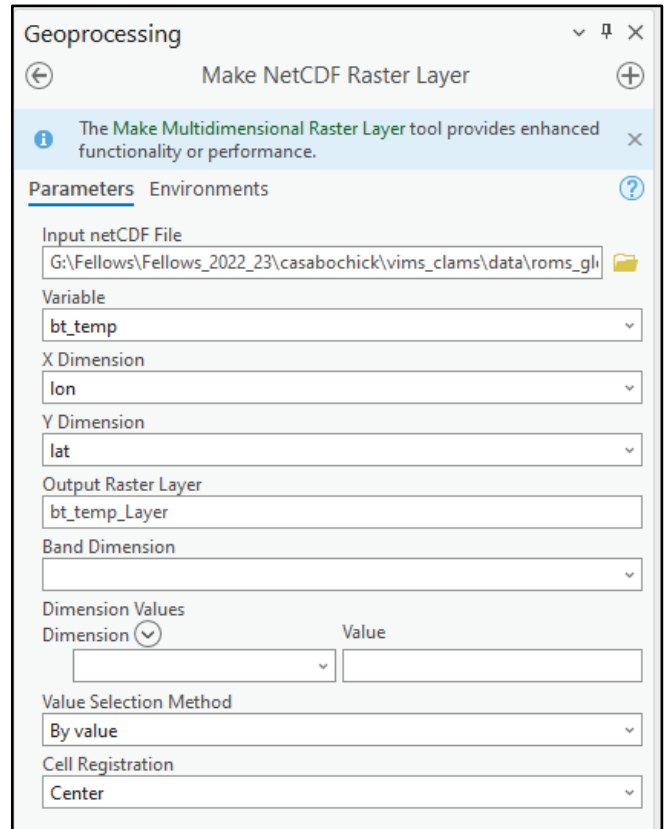 Geoprocessing
Make NetCDF Raster Layer
The Make Multidimensional Raster Layer tool provides enhanced
functionality or performance.
Parameters Environments
Input netCDF File
G:\Fellows\Fellows_2022_23\casabochick\vims_clams\data\roms_gl
Variable
bt_temp
X Dimension
lon
Y Dimension
lat
Output Raster Layer
bt_temp_Layer
Band Dimension
Dimension Values
Dimension Value
Value Selection Method
By value
Cell Registration
Center